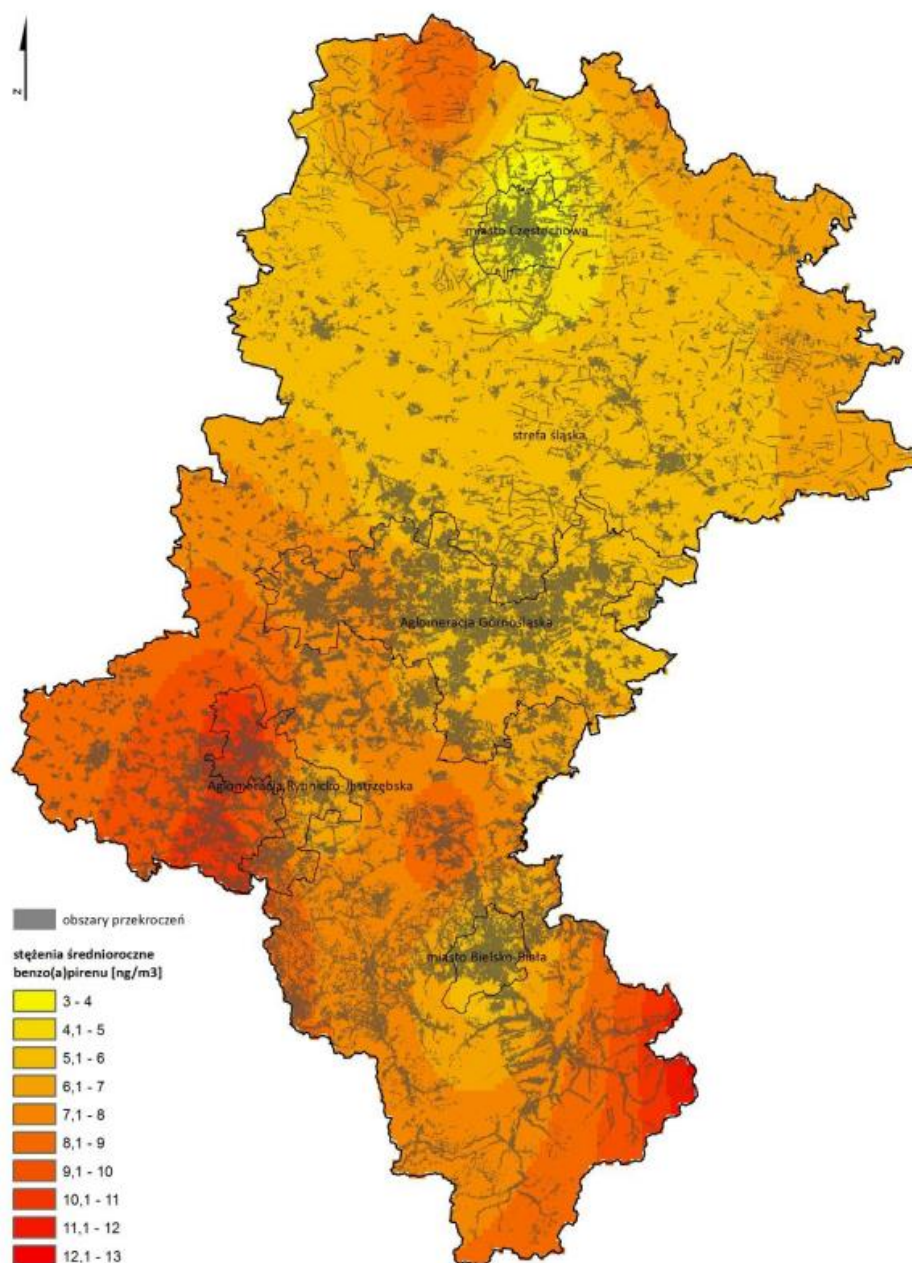 N
miasto Częstochowa
strefa śląska
Aglomeracja Górnośląska
Aglomeracja Rybnicko-Jastrzębska
miasto Bielsko-Biała
obszary przekroczeń
stężenia średnioroczne
benzo(a)pirenu [ng/m3]
3 - 4
4,1 - 5
5,1 - 6
6,1 - 7
7,1 - 8
8,1 - 9
9,1 - 10
10,1 - 11
11,1 - 12
12,1 - 13